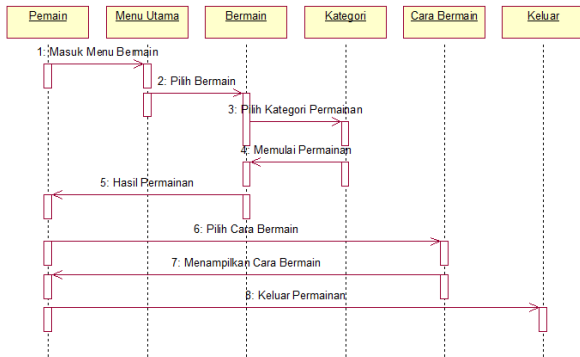 Pemain
Menu Utama
Bermain
Kategori
Cara Bermain
Keluar
1: Masuk Menu Bermain
2: Pilih Bermain
3: Pilih Kategori Permainan
4: Memulai Permainan
5: Hasil Permainan
6: Pilih Cara Bermain
7: Menampilkan Cara Bermain
8: Keluar Permainan